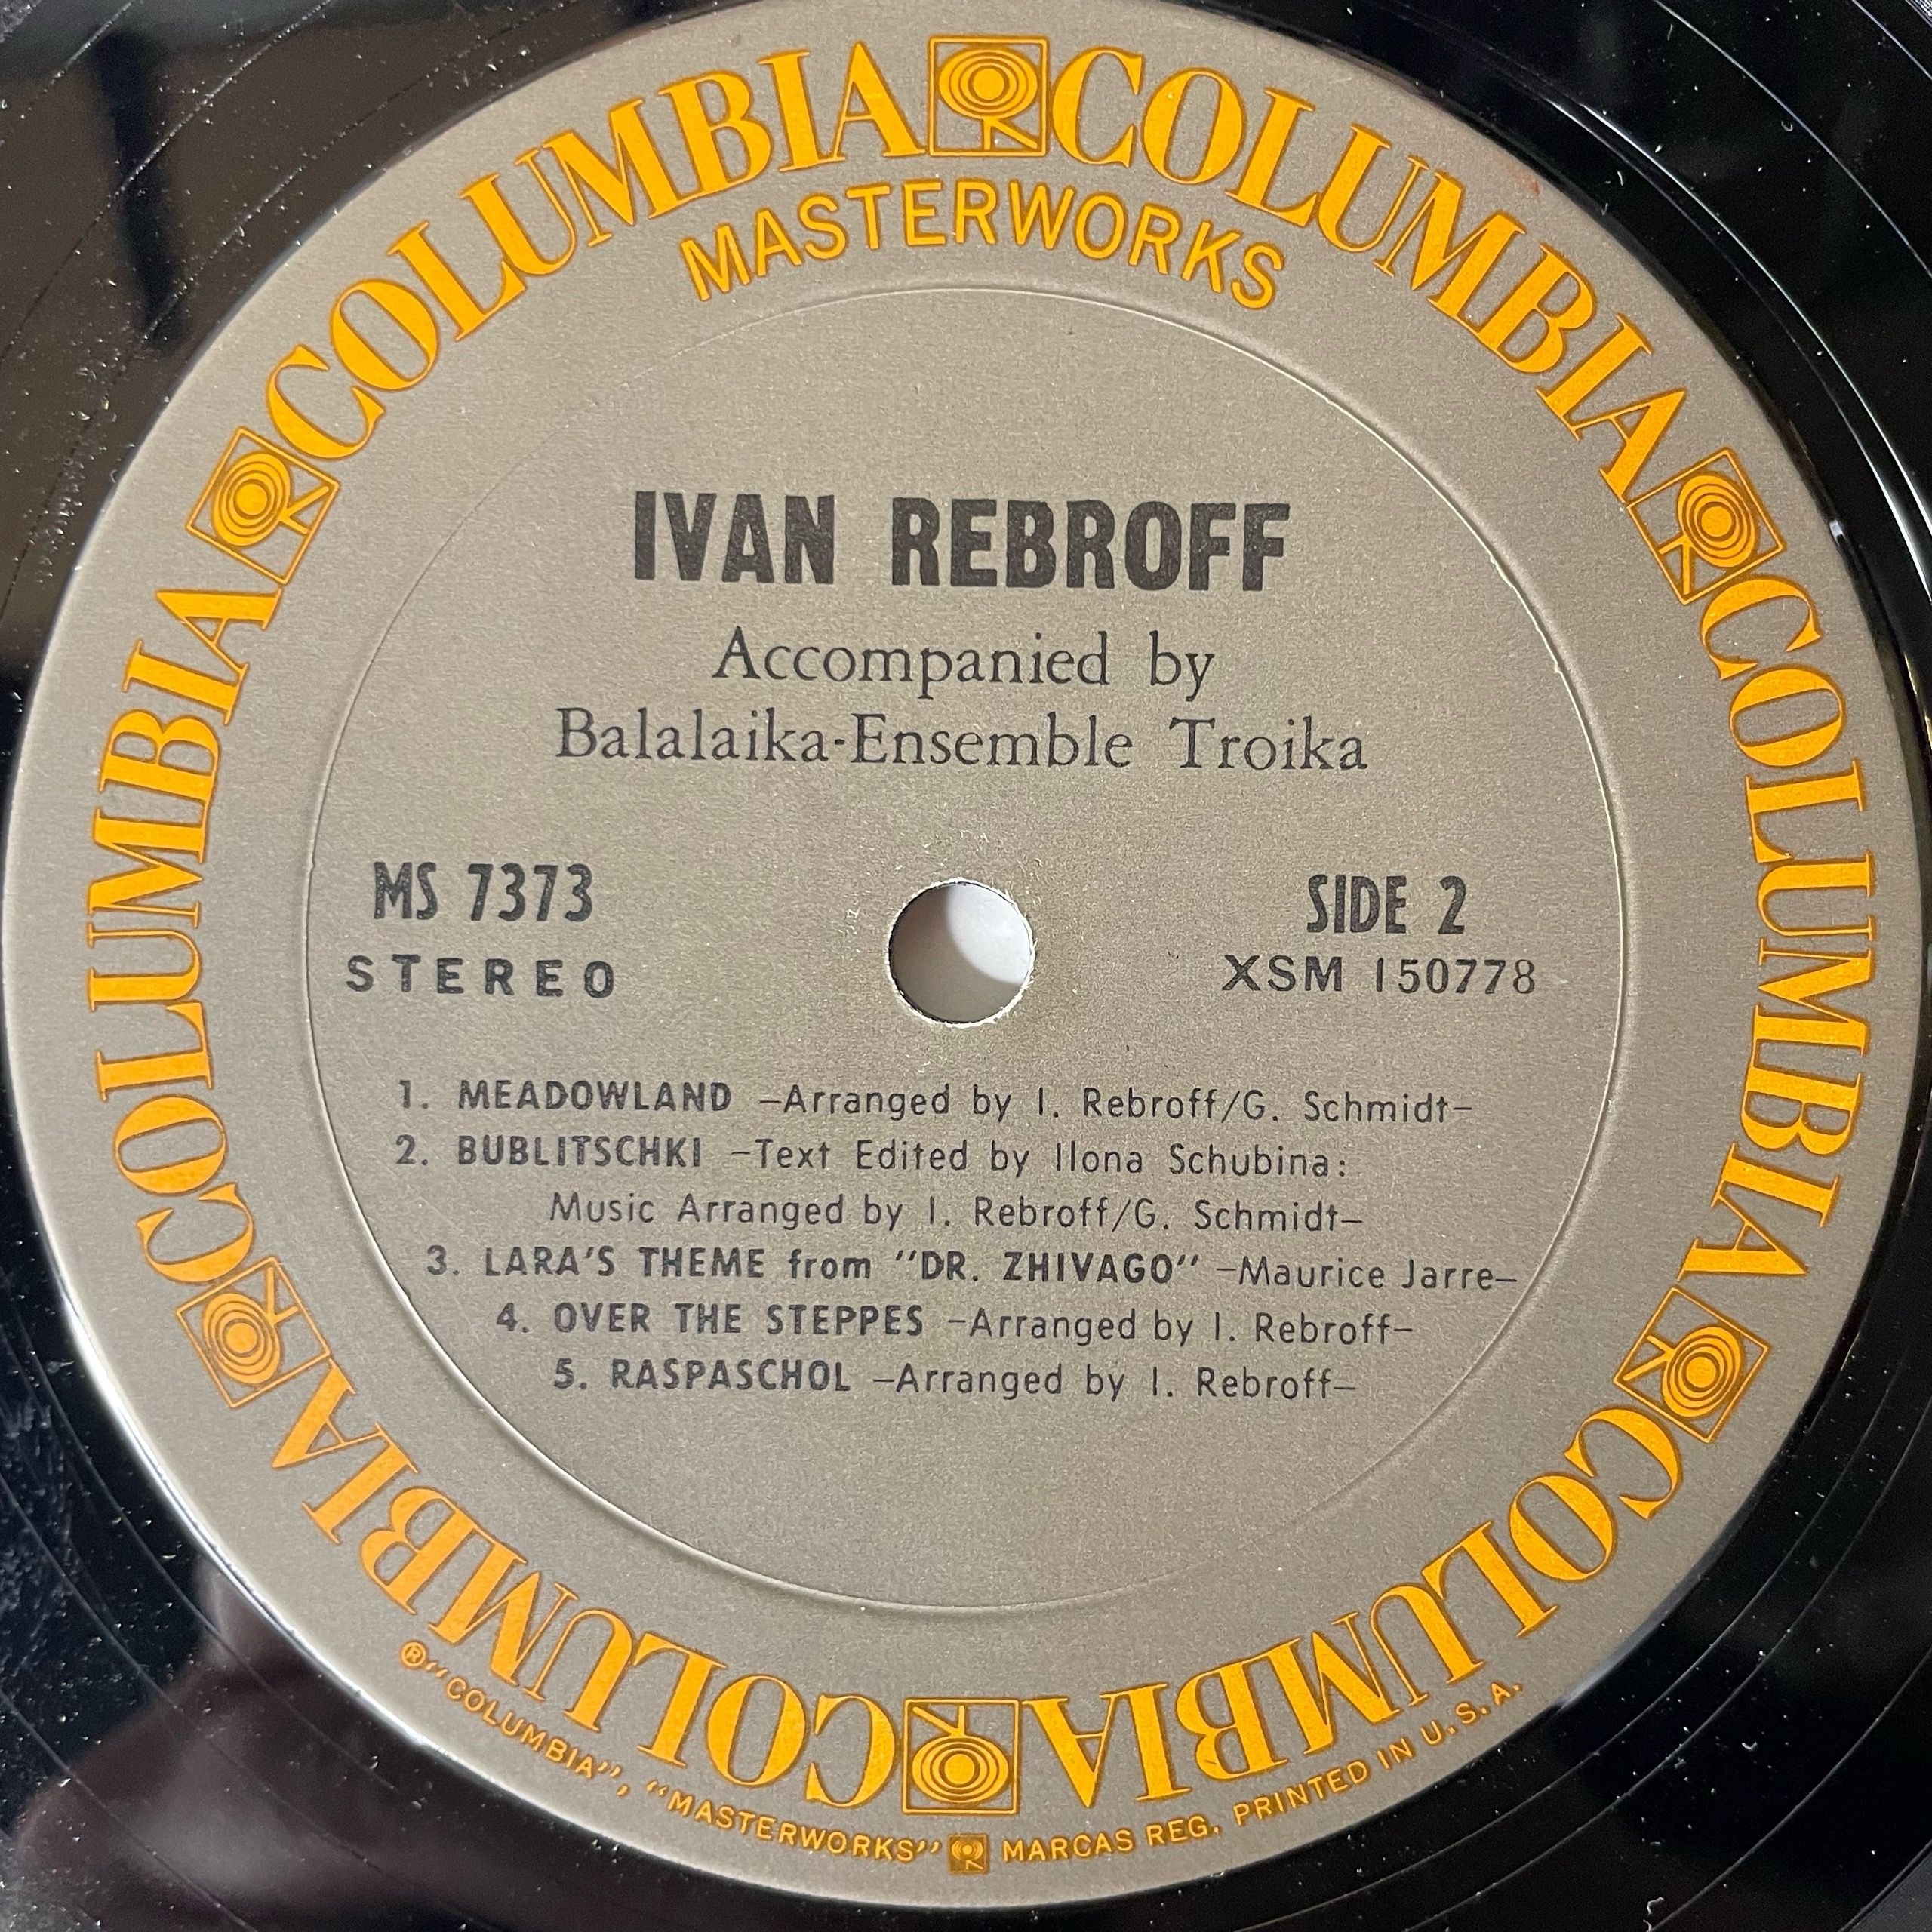 COLUMBIA COLUMBIA COLUMBIA COLUMBIA COLUMBIA COLUMBIA
MASTERWORKS
IVAN REBROFF
Accompanied by
Balalaika-Ensemble Troika
MS 7373
STEREO
SIDE 2
XSM 150778
1. MEADOWLAND –Arranged by I. Rebroff/G. Schmidt–
2. BUBLITSCHKI –Text Edited by Ilona Schubina:
Music Arranged by I. Rebroff/G. Schmidt–
3. LARA'S THEME from "DR. ZHIVAGO" –Maurice Jarre–
4. OVER THE STEPPES –Arranged by I. Rebroff–
5. RASPASCHOL –Arranged by I. Rebroff–
® "COLUMBIA", "MASTERWORKS" MARCAS REG. PRINTED IN U.S.A.